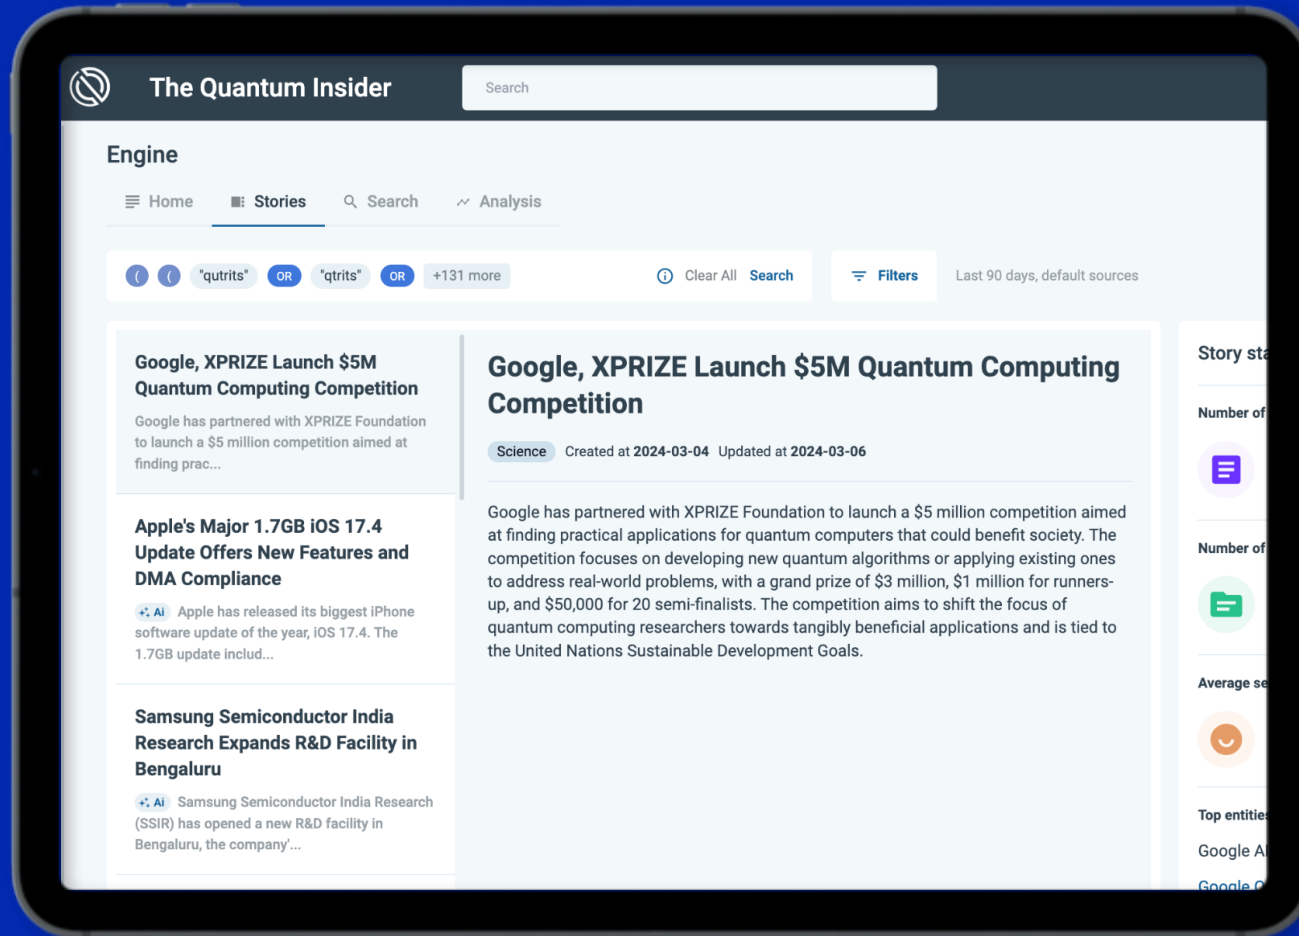 The Quantum Insider
Search
Engine
Home
Stories
Search
Analysis
(
(
"qutrits"
OR
"qtrits"
OR
+131 more
Clear All
Search
Filters
Last 90 days, default sources
Google, XPRIZE Launch $5M
Quantum Computing Competition
Google has partnered with XPRIZE Foundation
to launch a $5 million competition aimed at
finding prac...
Apple's Major 1.7GB iOS 17.4
Update Offers New Features and
DMA Compliance
Ai Apple has released its biggest iPhone
software update of the year, iOS 17.4. The
1.7GB update includ...
Samsung Semiconductor India
Research Expands R&D Facility in
Bengaluru
Ai Samsung Semiconductor India Research
(SSIR) has opened a new R&D facility in
Bengaluru, the company'...
Google, XPRIZE Launch $5M Quantum Computing
Competition
Science Created at 2024-03-04 Updated at 2024-03-06
Google has partnered with XPRIZE Foundation to launch a $5 million competition aimed
at finding practical applications for quantum computers that could benefit society. The
competition focuses on developing new quantum algorithms or applying existing ones
to address real-world problems, with a grand prize of $3 million, $1 million for runners-
up, and $50,000 for 20 semi-finalists. The competition aims to shift the focus of
quantum computing researchers towards tangibly beneficial applications and is tied to
the United Nations Sustainable Development Goals.
Story
Number of
Number of
Average
Top
Google
Google